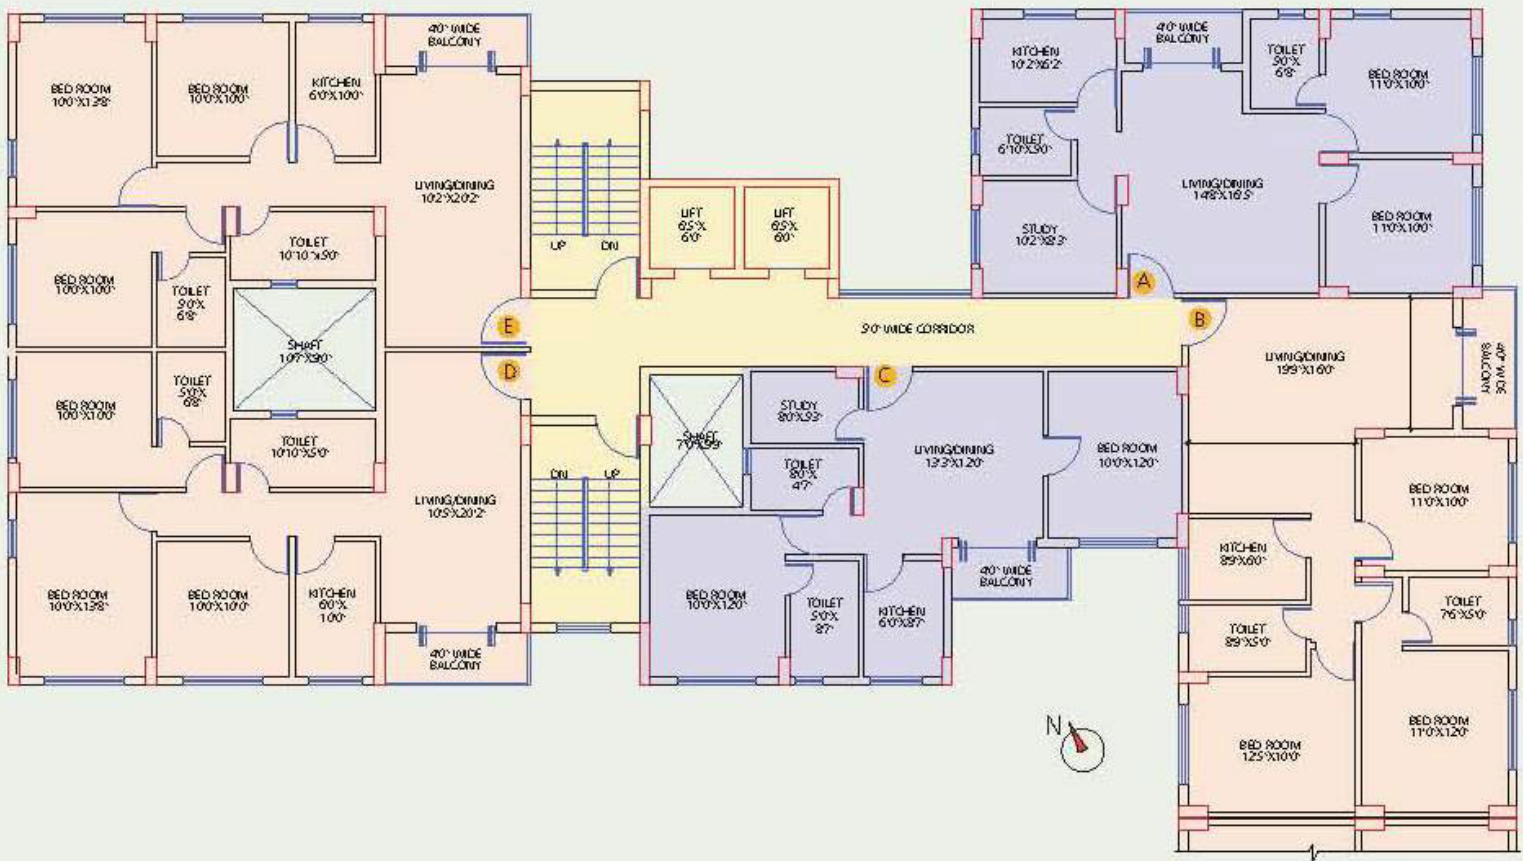 BED ROOM
10'0"X13'8"
BED ROOM
10'0"X10'0"
KITCHEN
6'0"X10'0"
4'0" WIDE
BALCONY
LIVING/DINING
10'2"X20'2"
TOILET
10'10"X5'0"
BED ROOM
10'0"X10'0"
TOILET
9'0"X
6'8"
SHAFT
10'7"X9'0"
E
D
BED ROOM
10'0"X10'0"
TOILET
5'0"X
6'8"
TOILET
10'10"X5'0"
LIVING/DINING
10'5"X20'2"
BED ROOM
10'0"X13'8"
BED ROOM
10'0"X10'0"
KITCHEN
6'0"X
10'0"
4'0" WIDE
BALCONY
UP
DN
LIFT
6'5"X
6'0"
LIFT
6'5"X
6'0"
9'0" WIDE CORRIDOR
DN
UP
KITCHEN
10'2"X6'2"
4'0" WIDE
BALCONY
TOILET
9'0"X
6'8"
BED ROOM
11'0"X10'0"
TOILET
6'10"X9'0"
STUDY
10'2"X8'3"
LIVING/DINING
14'8"X16'5"
BED ROOM
11'0"X10'0"
A
B
C
SHAFT
7'0"X9'9"
STUDY
8'0"X9'3"
TOILET
8'0"X
4'7"
LIVING/DINING
13'3"X12'0"
BED ROOM
10'0"X12'0"
BED ROOM
10'0"X12'0"
TOILET
5'0"X
8'7"
KITCHEN
6'0"X8'7"
4'0" WIDE
BALCONY
LIVING/DINING
19'9"X16'0"
4'0" WIDE
BALCONY
BED ROOM
11'0"X10'0"
KITCHEN
8'9"X6'0"
TOILET
8'9"X5'0"
TOILET
7'6"X5'0"
BED ROOM
12'5"X10'0"
BED ROOM
11'0"X12'0"
N